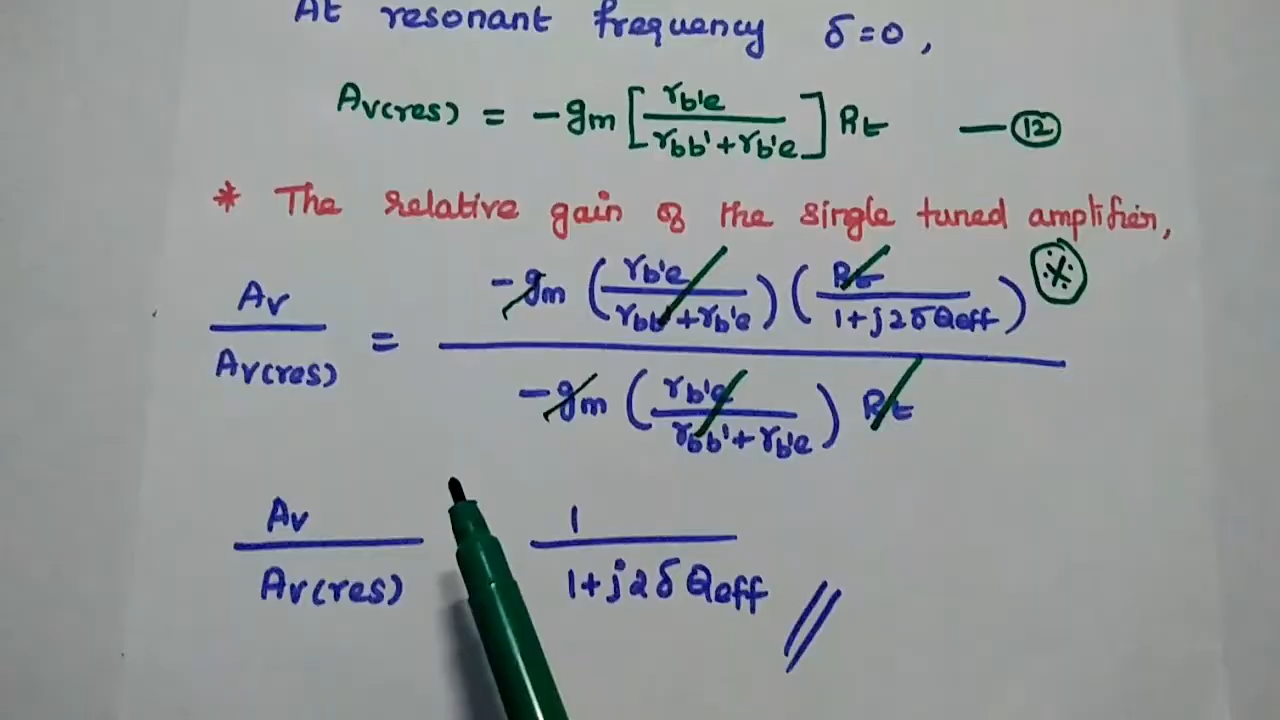 At resonant frequency δ=0,
Av(res) = -gm [rb'e / rbb'+rb'e] Rt — 12
* The relative gain of the single tuned amplifier,
Av / Av(res) = -gm (rb'e / rbb'+rb'e) (Rt / 1+j2δQeff) / -gm (rb'e / rbb'+rb'e) Rt
Av / Av(res) 1 / 1+j2δQeff //